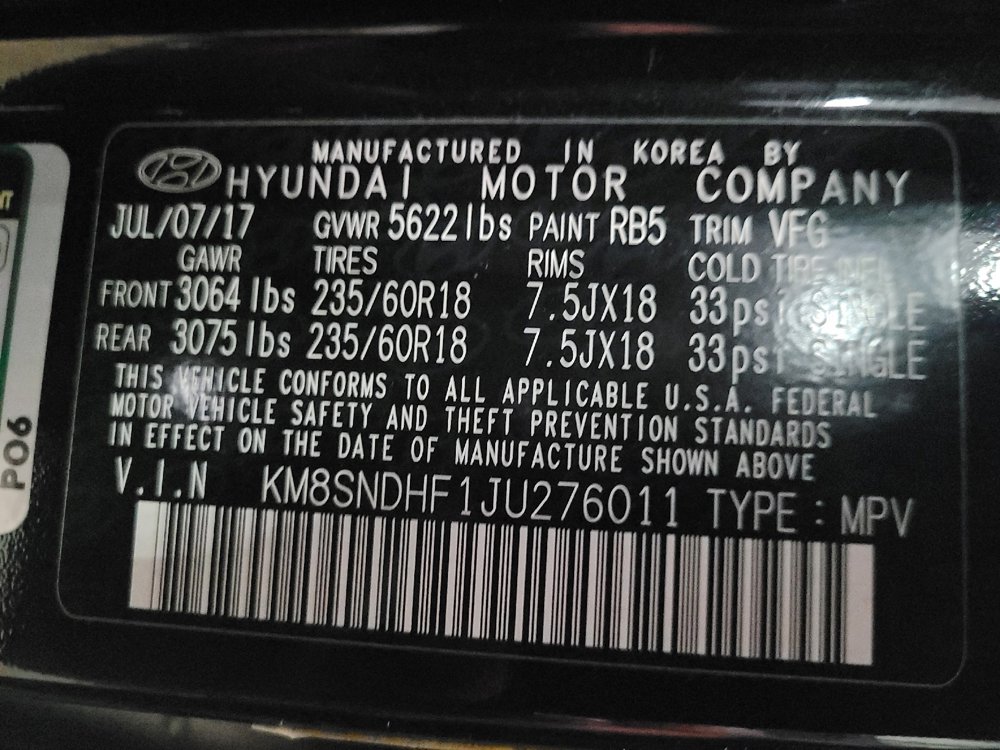 MANUFACTURED IN KOREA BY
HYUNDAI MOTOR COMPANY
JUL/07/17 GVWR 5622lbs PAINT RB5 TRIM VFG
GAWR TIRES RIMS COLD TIRE INFL
FRONT 3064lbs 235/60R18 7.5JX18 33psi SINGLE
REAR 3075lbs 235/60R18 7.5JX18 33psi SINGLE
THIS VEHICLE CONFORMS TO ALL APPLICABLE U.S.A. FEDERAL
MOTOR VEHICLE SAFETY AND THEFT PREVENTION STANDARDS
IN EFFECT ON THE DATE OF MANUFACTURE SHOWN ABOVE
V.I.N KM8SNDHF1JU276011 TYPE : MPV
P06